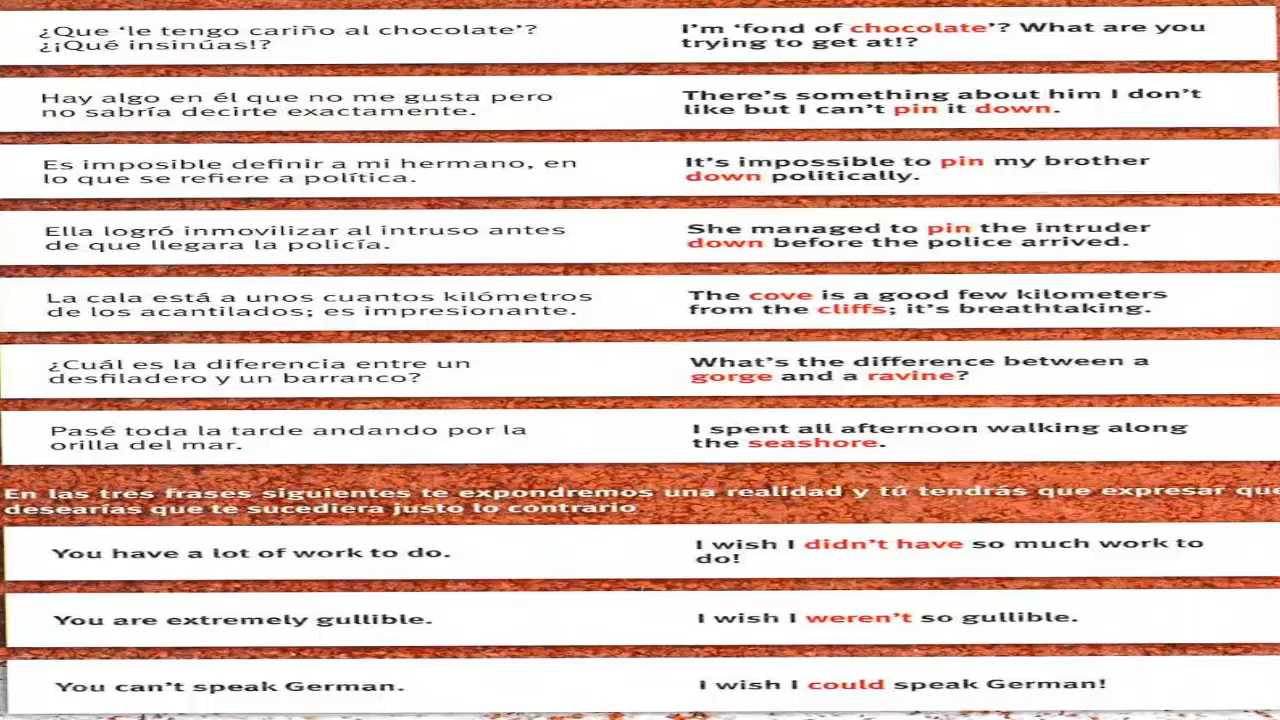 ¿Que ‘le tengo cariño al chocolate’?
¿¡Qué insinúas!?
I’m ‘fond of chocolate’? What are you
trying to get at!?
Hay algo en él que no me gusta pero
no sabría decirte exactamente.
There’s something about him I don’t
like but I can’t pin it down.
Es imposible definir a mi hermano, en
lo que se refiere a política.
It’s impossible to pin my brother
down politically.
Ella logró inmovilizar al intruso antes
de que llegara la policía.
She managed to pin the intruder
down before the police arrived.
La cala está a unos cuantos kilómetros
de los acantilados; es impresionante.
The cove is a good few kilometers
from the cliffs; it’s breathtaking.
¿Cuál es la diferencia entre un
desfiladero y un barranco?
What’s the difference between a
gorge and a ravine?
Pasé toda la tarde andando por la
orilla del mar.
I spent all afternoon walking along
the seashore.
En las tres frases siguientes te expondremos una realidad y tú tendrás que expresar que
desearías que te sucediera justo lo contrario
You have a lot of work to do.
I wish I didn’t have so much work to
do!
You are extremely gullible.
I wish I weren’t so gullible.
You can’t speak German.
I wish I could speak German!